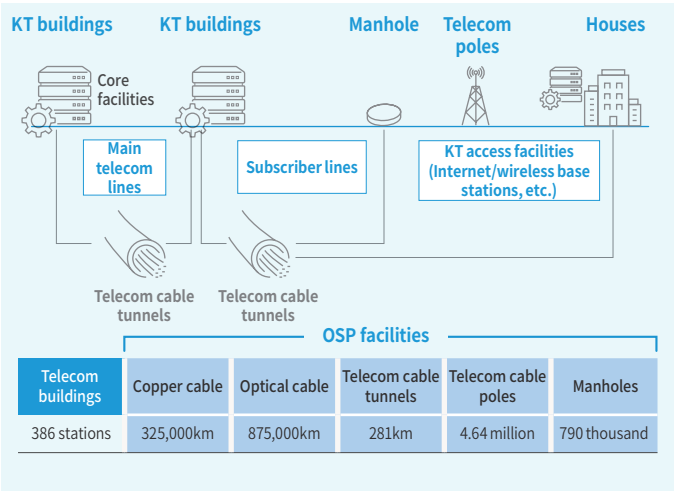 KT buildings
KT buildings
Manhole
Telecom
poles
Houses
Core
facilities
Main
telecom
lines
Subscriber lines
KT access facilities
(Internet/wireless base
stations, etc.)
Telecom cable
tunnels
Telecom cable
tunnels
OSP facilities
Telecom
buildings
Copper cable
Optical cable
Telecom cable
tunnels
Telecom cable
poles
Manholes
386 stations
325,000km
875,000km
281km
4.64 million
790 thousand